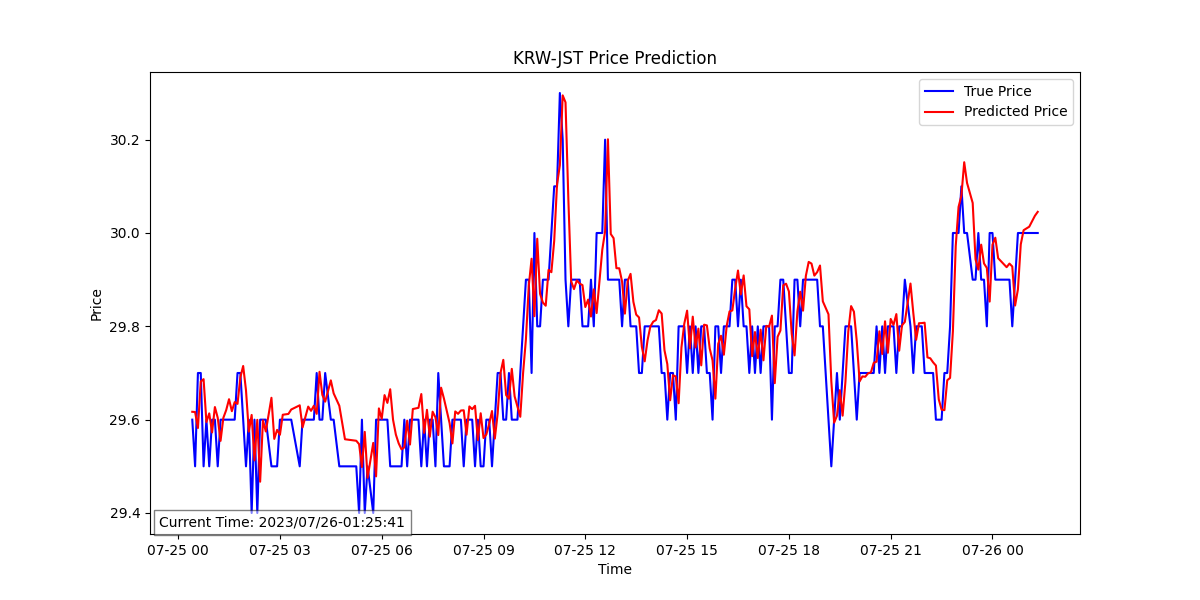 KRW-JST Price Prediction
True Price
Predicted Price
Price
30.2
30.0
29.8
29.6
29.4
Current Time: 2023/07/26-01:25:41
07-25 00 07-25 03 07-25 06 07-25 09 07-25 12 07-25 15 07-25 18 07-25 21 07-26 00
Time